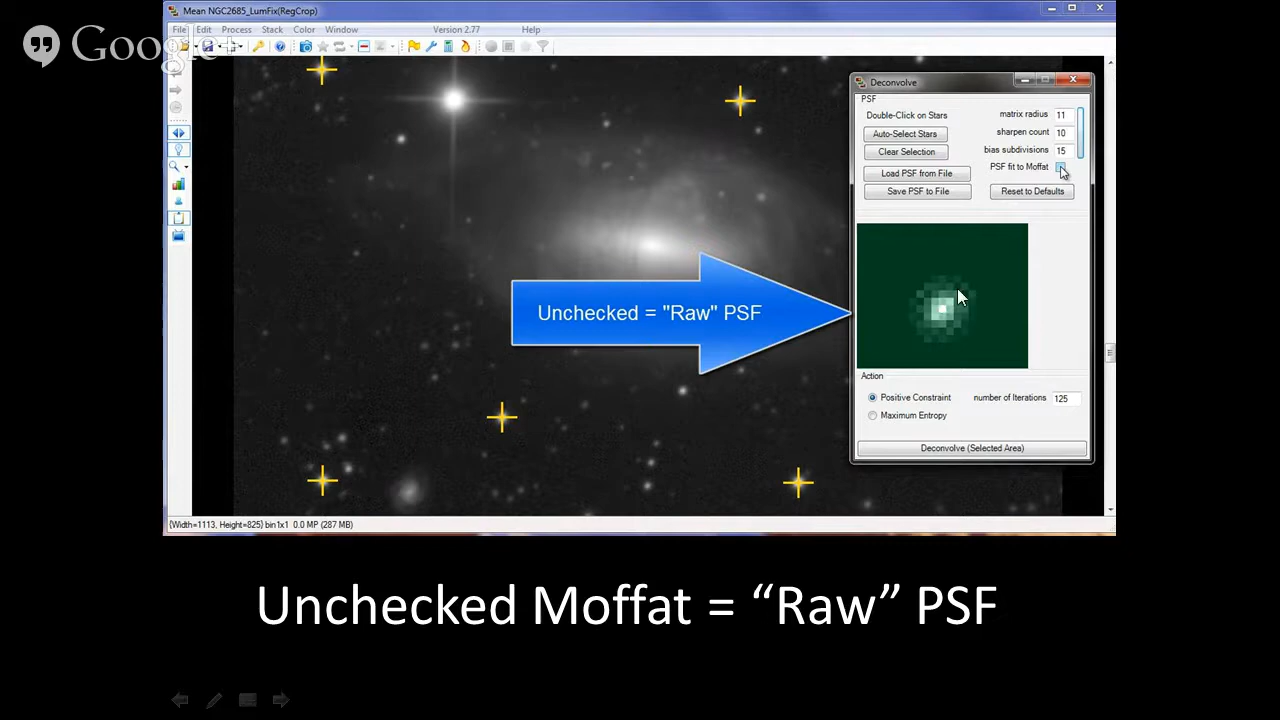 Mean NGC2685_LumFix(RegCrop)
File Edit Process Stack Color Window Version 2.77 Help
Google
Deconvolve
PSF
Double-Click on Stars
matrix radius 11
Auto-Select Stars
sharpen count 10
Clear Selection
bias subdivisions 15
PSF fit to Moffat
Load PSF from File
Save PSF to File
Reset to Defaults
Unchecked = "Raw" PSF
Action
Positive Constraint
number of Iterations 125
Maximum Entropy
Deconvolve (Selected Area)
{Width=1113, Height=825} bin1x1 0.0 MP (287 MB)
Unchecked Moffat = “Raw” PSF